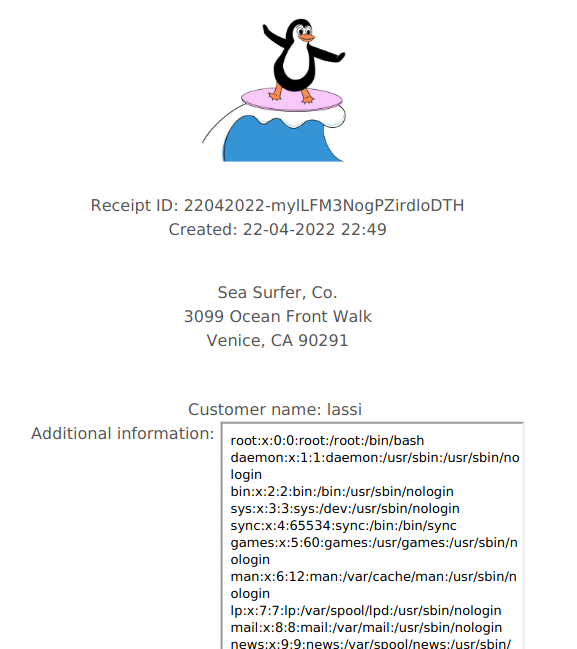 Receipt ID: 22042022-mylLFM3NogPZirdloDTH
Created: 22-04-2022 22:49
Sea Surfer, Co.
3099 Ocean Front Walk
Venice, CA 90291
Customer name: lassi
Additional information:
root:x:0:0:root:/root:/bin/bash
daemon:x:1:1:daemon:/usr/sbin:/usr/sbin/no
login
bin:x:2:2:bin:/bin:/usr/sbin/nologin
sys:x:3:3:sys:/dev:/usr/sbin/nologin
sync:x:4:65534:sync:/bin:/bin/sync
games:x:5:60:games:/usr/games:/usr/sbin/n
ologin
man:x:6:12:man:/var/cache/man:/usr/sbin/n
ologin
lp:x:7:7:lp:/var/spool/lpd:/usr/sbin/nologin
mail:x:8:8:mail:/var/mail:/usr/sbin/nologin
news:x:9:9:news:/var/spool/news:/usr/sbin/